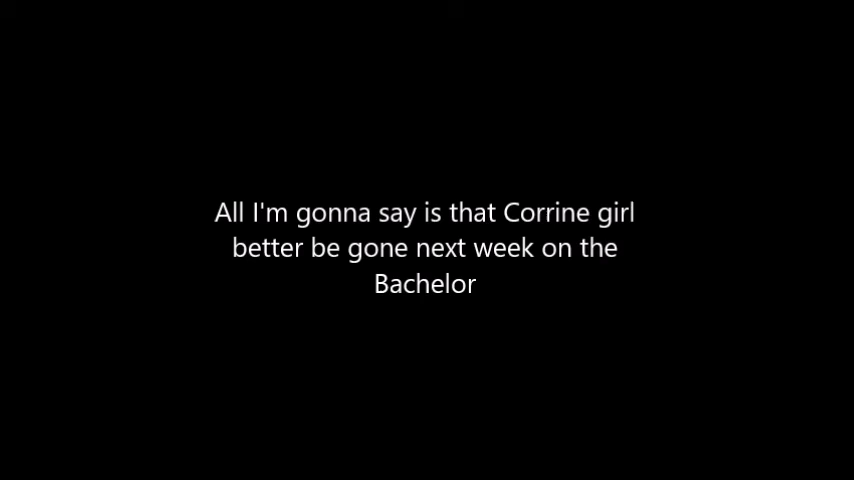 All I'm gonna say is that Corrine girl
better be gone next week on the
Bachelor